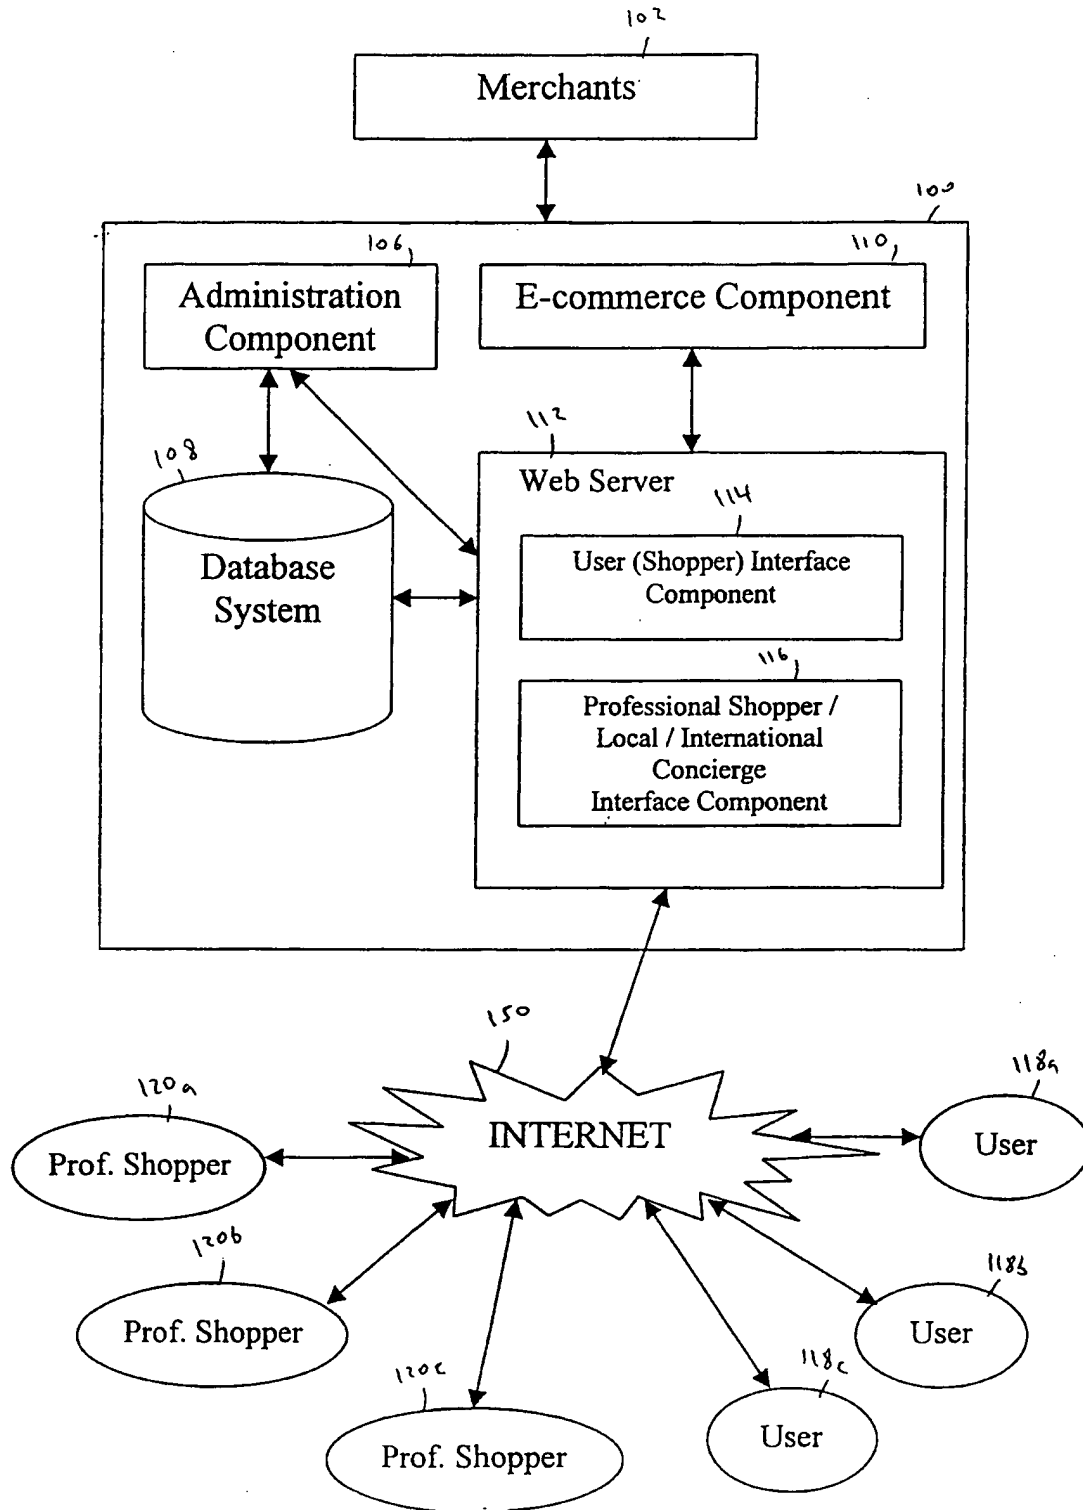 102
Merchants
100
106
110
Administration
Component
E-commerce Component
112
108
Web Server
114
Database
System
User (Shopper) Interface
Component
116
Professional Shopper /
Local / International
Concierge
Interface Component
150
120a
118a
INTERNET
Prof. Shopper
User
120b
118b
Prof. Shopper
User
120c
118c
Prof. Shopper
User